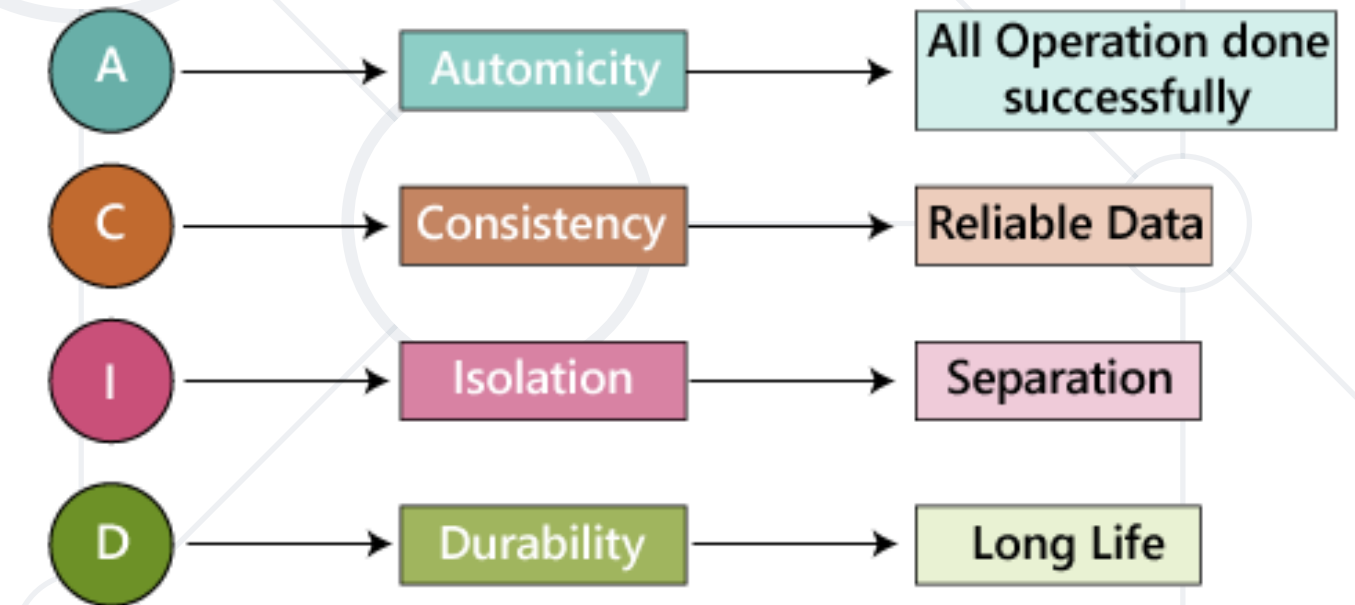 A
Automicity
All Operation done
successfully
C
Consistency
Reliable Data
I
Isolation
Separation
D
Durability
Long Life